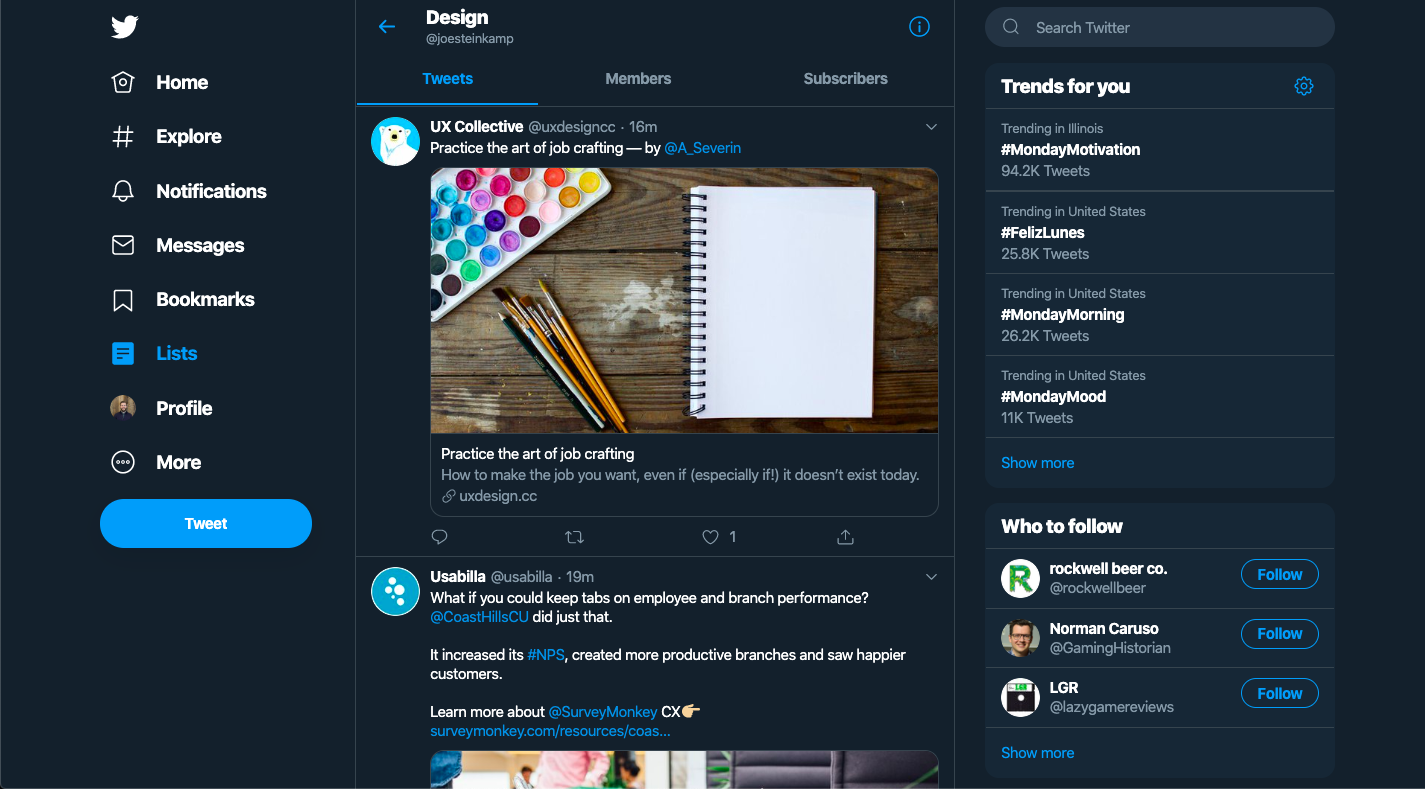 Home
Explore
Notifications
Messages
Bookmarks
Lists
Profile
More
Tweet
Design
@joesteinkamp
Tweets
Members
Subscribers
UX Collective @uxdesigncc · 16m
Practice the art of job crafting — by @A_Severin
Practice the art of job crafting
How to make the job you want, even if (especially if!) it doesn’t exist today.
uxdesign.cc
1
Usabilla @usabilla · 19m
What if you could keep tabs on employee and branch performance?
@CoastHillsCU did just that.
It increased its #NPS, created more productive branches and saw happier
customers.
Learn more about @SurveyMonkey CX👉
surveymonkey.com/resources/coas...
Search Twitter
Trends for you
Trending in Illinois
#MondayMotivation
94.2K Tweets
Trending in United States
#FelizLunes
25.8K Tweets
Trending in United States
#MondayMorning
26.2K Tweets
Trending in United States
#MondayMood
11K Tweets
Show more
Who to follow
R
rockwell beer co.
@rockwellbeer
Follow
Norman Caruso
@GamingHistorian
Follow
LGR
LGR
@lazygamereviews
Follow
Show more